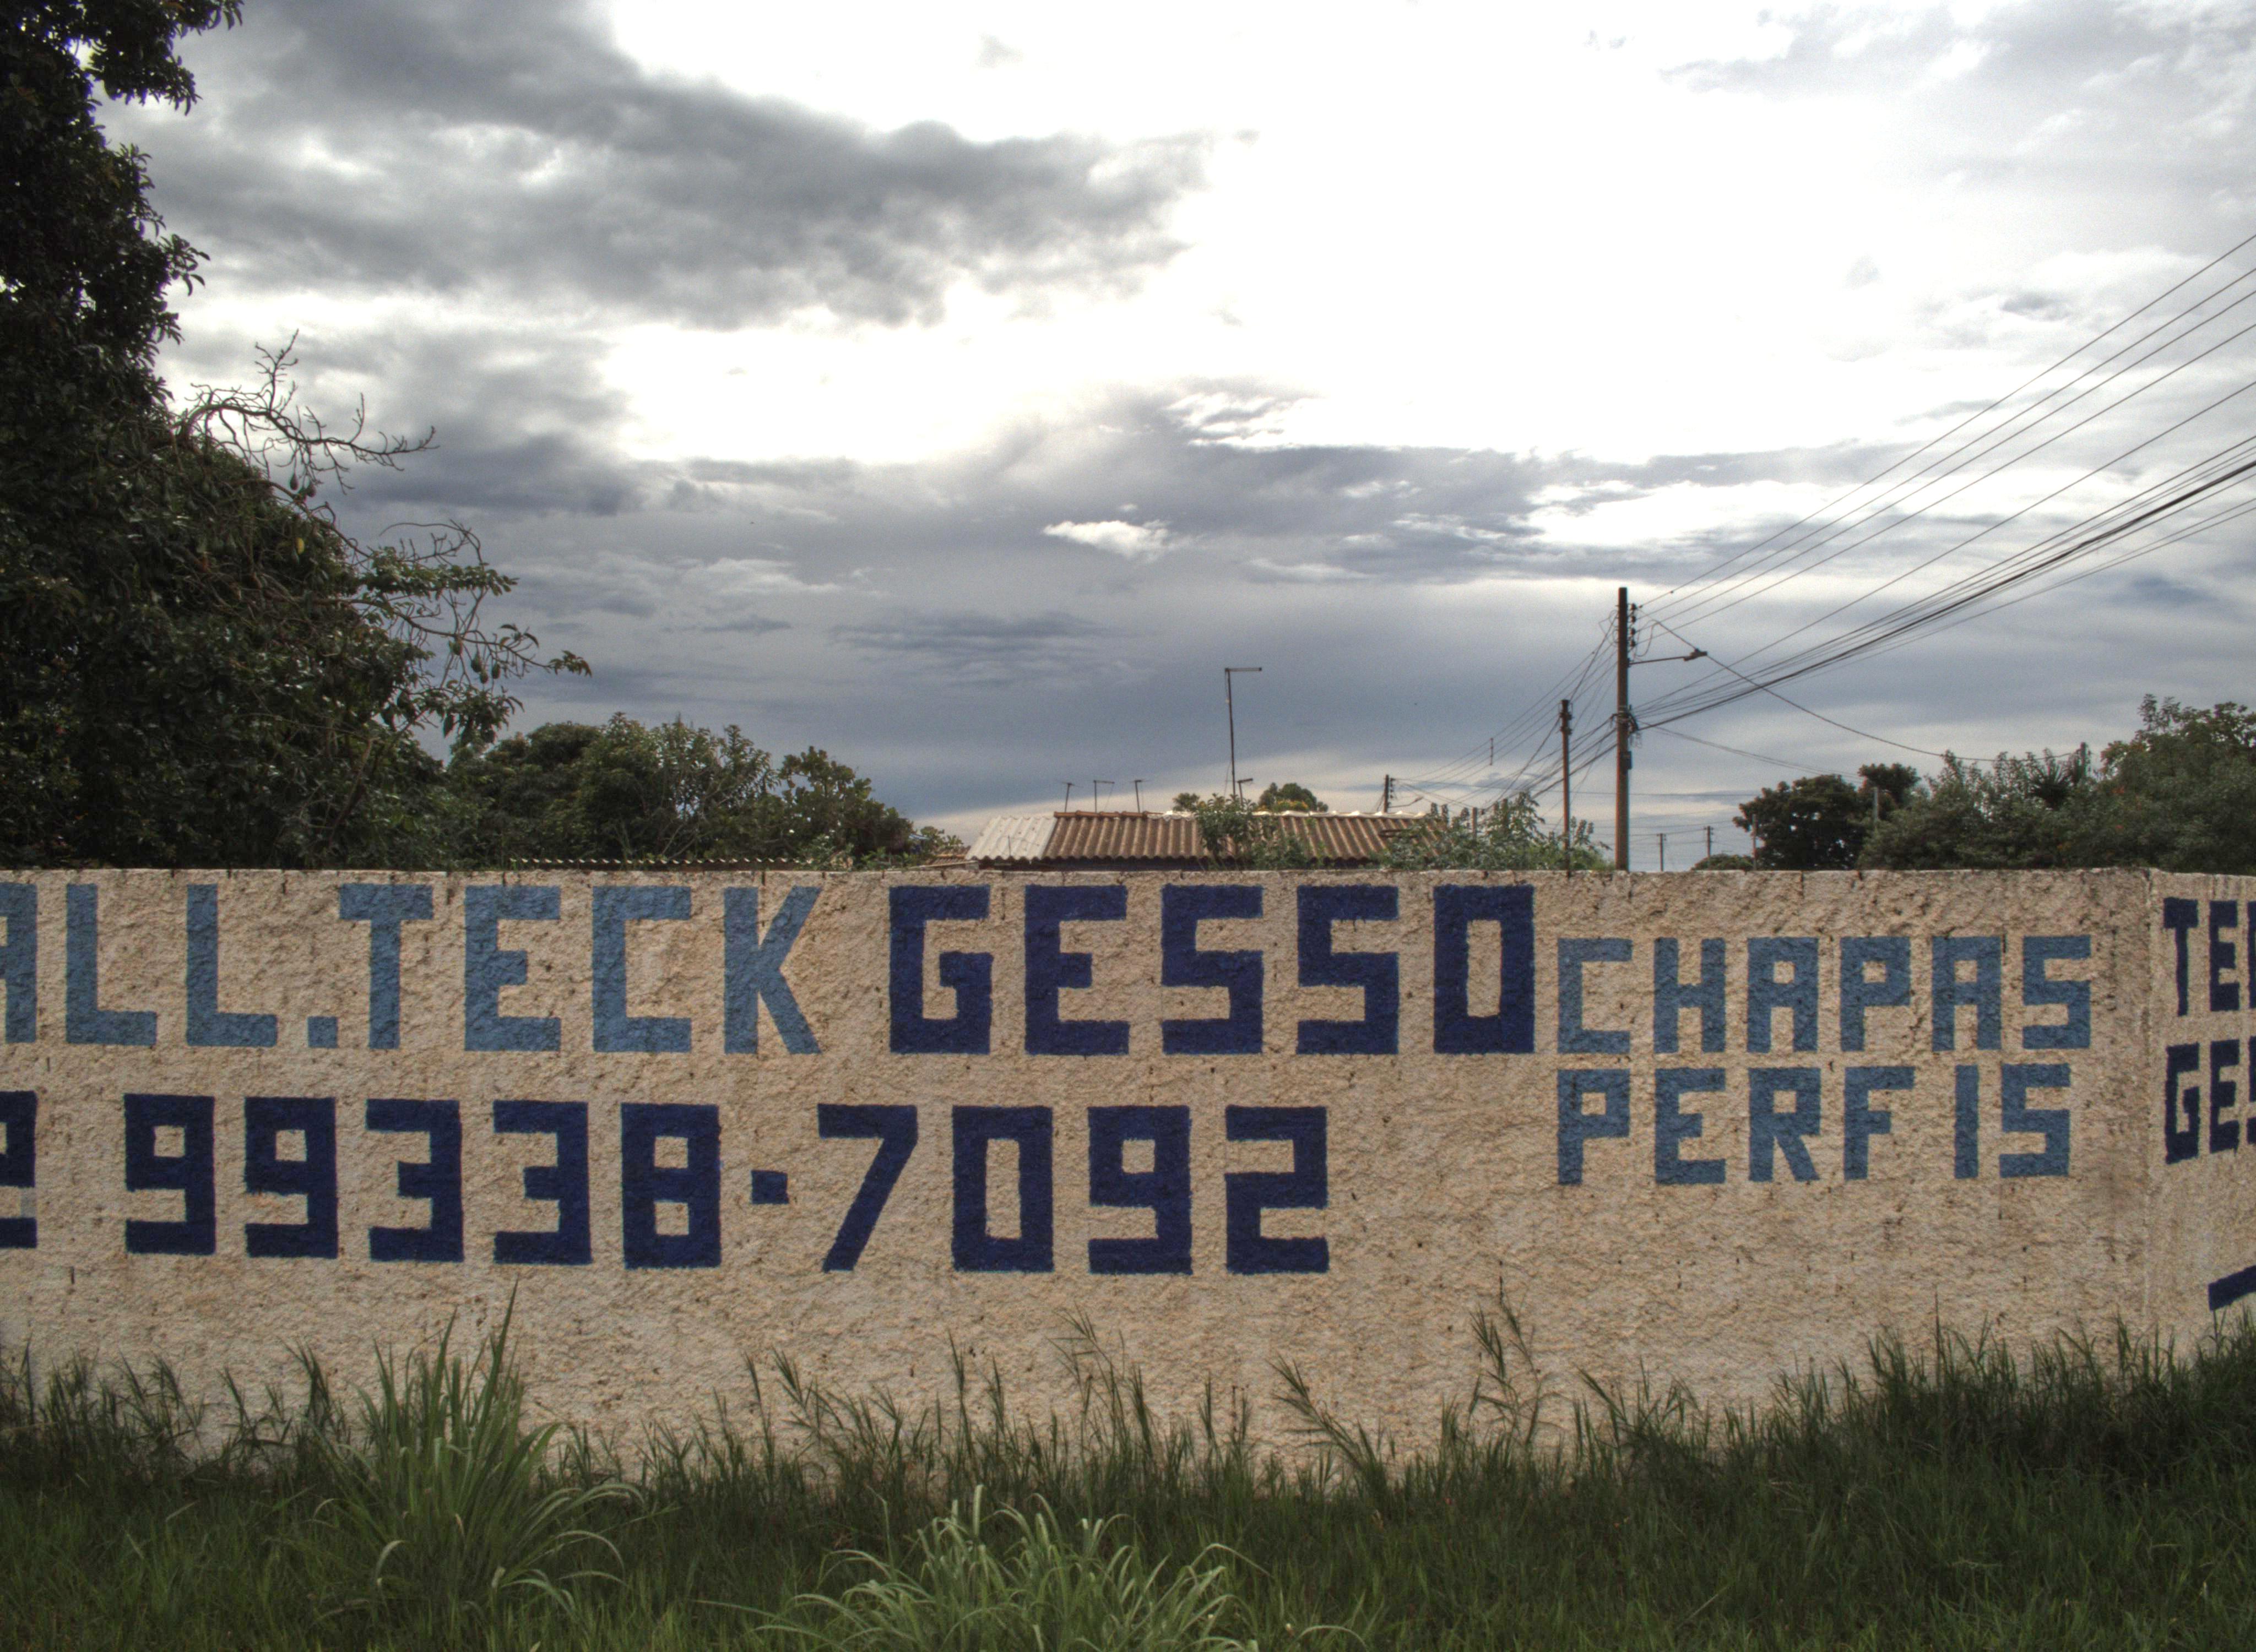 ALL.TECK GESSO
99338-7092
CHAPAS
PERFIS